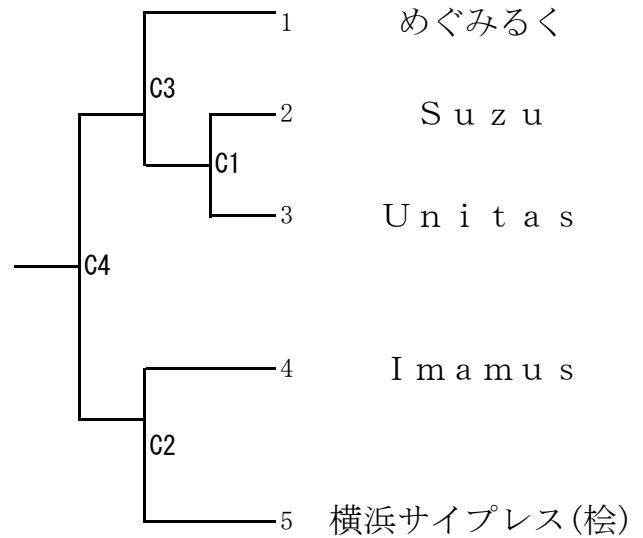 1 めぐみるく
C3
2 Ｓｕｚｕ
C1
3 Ｕｎｉｔａｓ
C4
4 Ｉｍａｍｕｓ
C2
5 横浜サイプレス(桧)